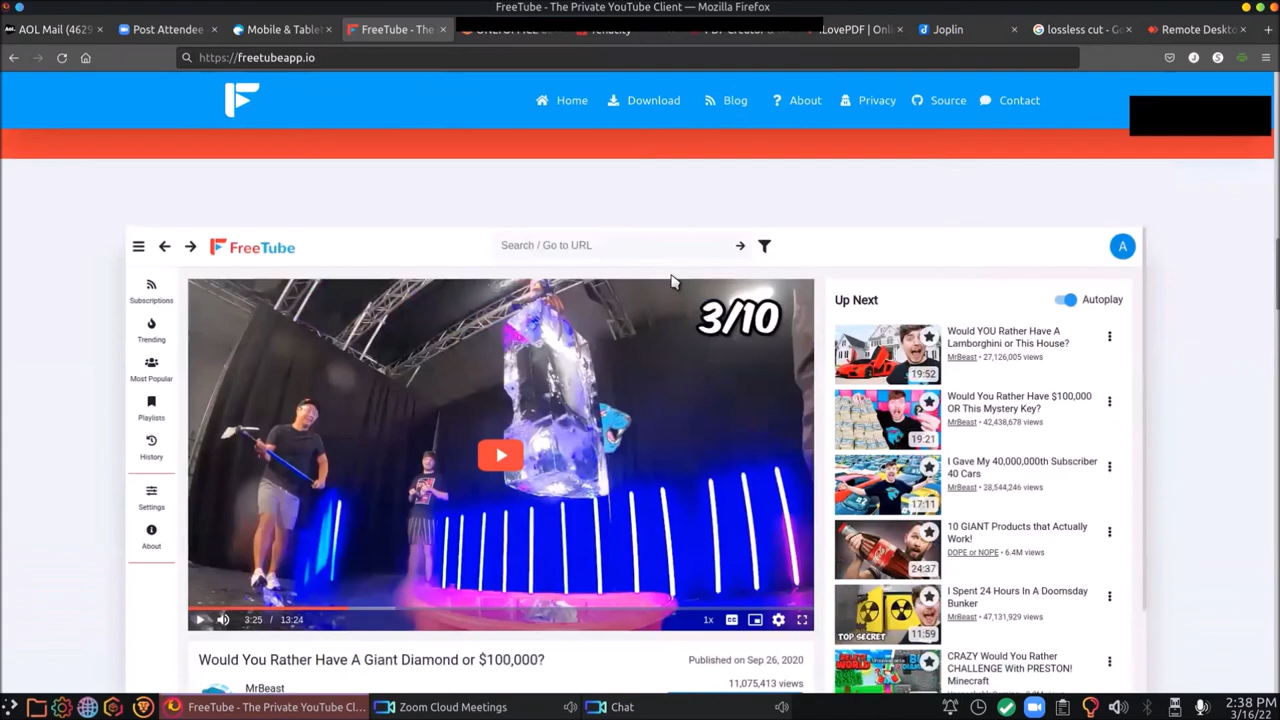 FreeTube - The Private YouTube Client — Mozilla Firefox
AOL Mail (4629
Post Attendee
Mobile & Tablet
FreeTube - The
Tenacity
PDF Creator &
iLovePDF | Onli
Joplin
lossless cut - Go
Remote Deskto
https://freetubeapp.io
Home
Download
Blog
? About
Privacy
Source
Contact
FreeTube
Search / Go to URL
A
Subscriptions
Trending
Most Popular
Playlists
History
Settings
About
3/10
3:25 / 13:24
1x
CC
Would You Rather Have A Giant Diamond or $100,000?
Published on Sep 26, 2020
11,075,413 views
MrBeast
Up Next
Autoplay
19:52
Would YOU Rather Have A
Lamborghini or This House?
MrBeast • 27,126,005 views
19:21
Would You Rather Have $100,000
OR This Mystery Key?
MrBeast • 42,438,678 views
17:11
I Gave My 40,000,000th Subscriber
40 Cars
MrBeast • 28,544,246 views
24:37
10 GIANT Products that Actually
Work!
DOPE or NOPE • 6.4M views
TOP SECRET
11:59
I Spent 24 Hours In A Doomsday
Bunker
MrBeast • 47,131,929 views
CRAZY Would You Rather
CHALLENGE With PRESTON!
Minecraft
FreeTube - The Private YouTube Cl...
Zoom Cloud Meetings
Chat
2:38 PM
3/16/22